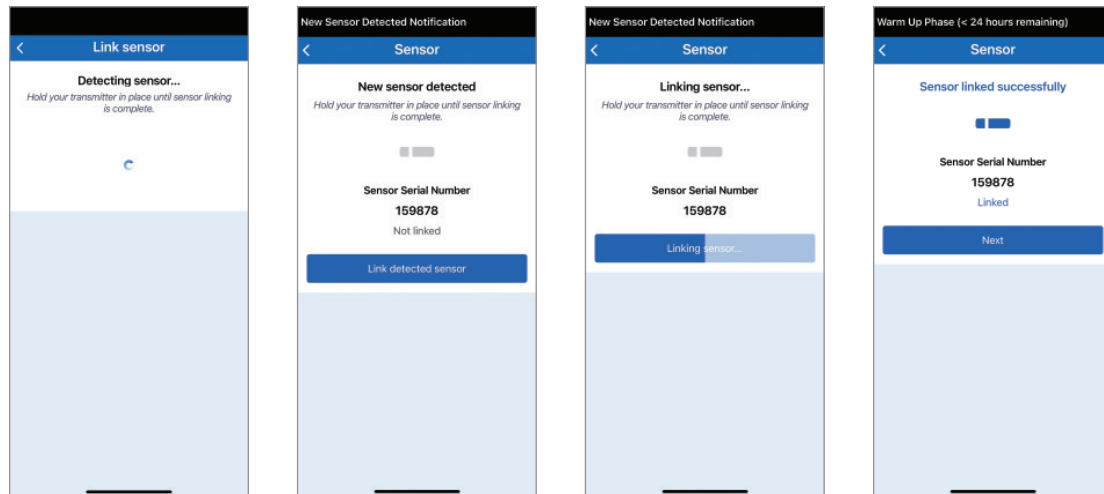 Link sensor
Detecting sensor...
Hold your transmitter in place until sensor linking
is complete.
New Sensor Detected Notification
Sensor
New sensor detected
Hold your transmitter in place until sensor linking
is complete.
Sensor Serial Number
159878
Not linked
Link detected sensor
New Sensor Detected Notification
Sensor
Linking sensor...
Hold your transmitter in place until sensor linking
is complete.
Sensor Serial Number
159878
Linking sensor...
Warm Up Phase (< 24 hours remaining)
Sensor
Sensor linked successfully
Sensor Serial Number
159878
Linked
Next